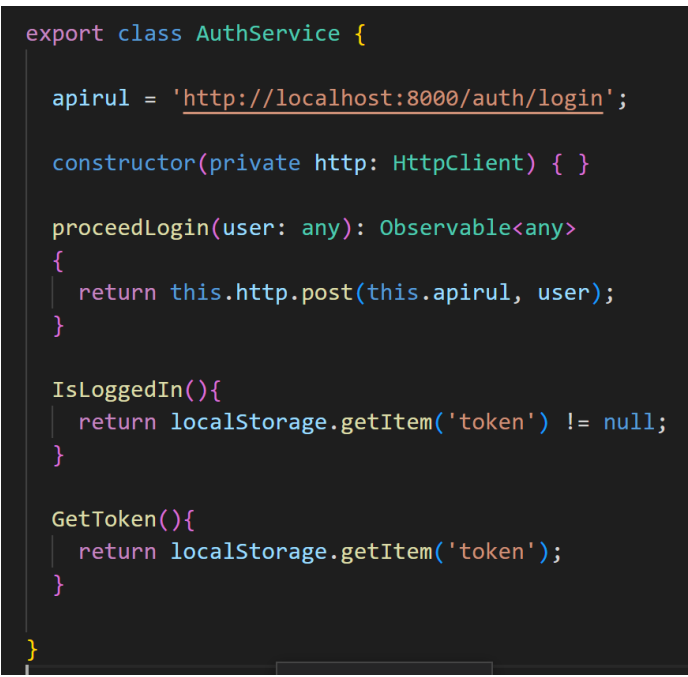 export class AuthService {
apirul = 'http://localhost:8000/auth/login';
constructor(private http: HttpClient) { }
proceedLogin(user: any): Observable<any>
{
return this.http.post(this.apirul, user);
}
IsLoggedIn(){
return localStorage.getItem('token') != null;
}
GetToken(){
return localStorage.getItem('token');
}
}